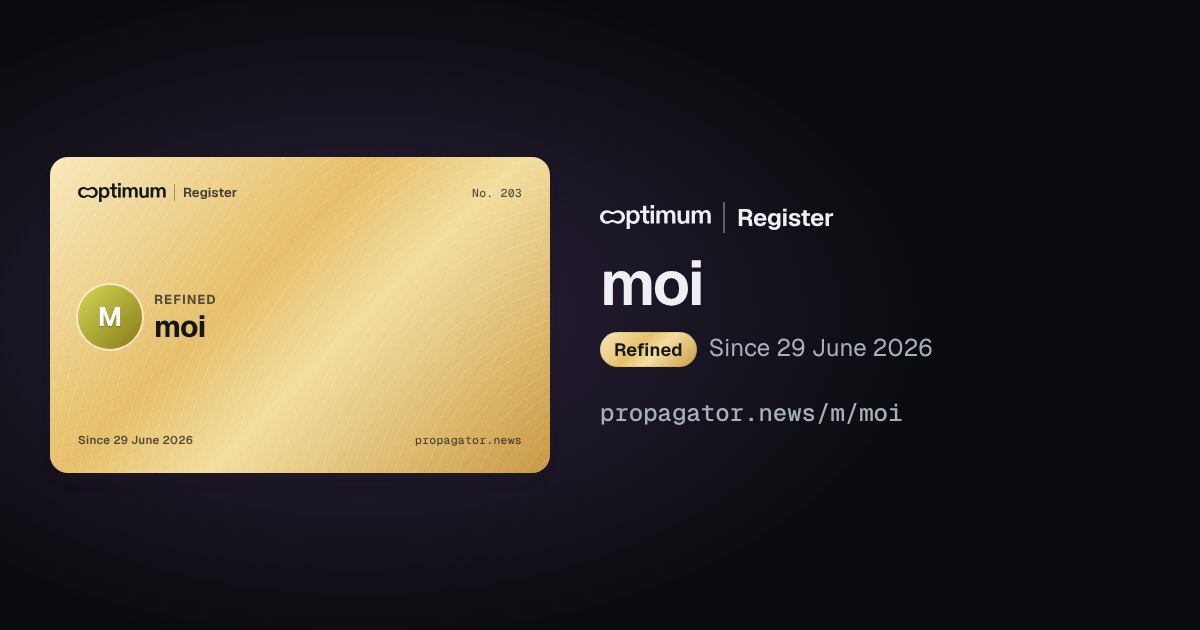 optimum | Register
No. 203
M
REFINED
moi
Since 29 June 2026
propagator.news
optimum | Register
moi
Refined
Since 29 June 2026
propagator.news/m/moi